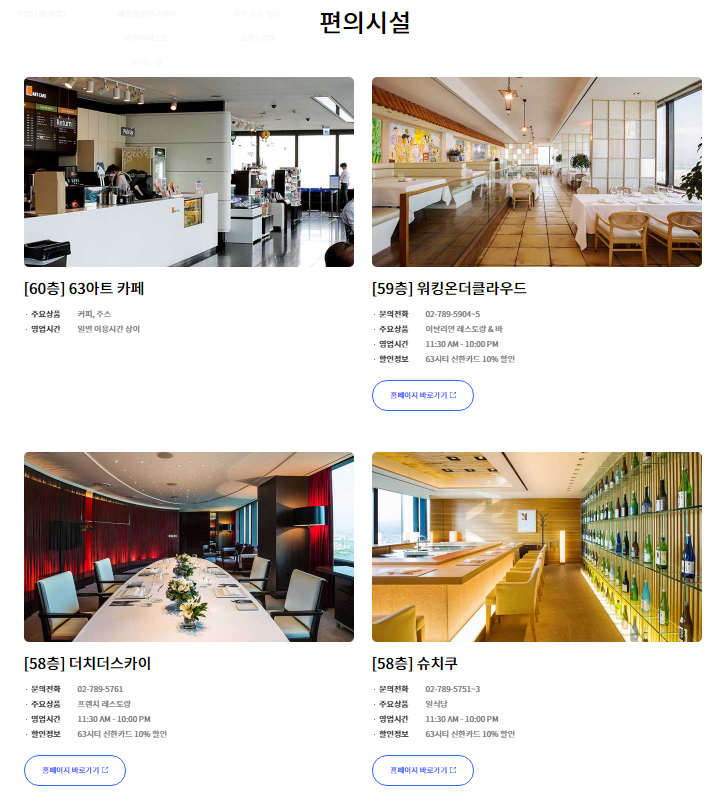 편의시설
Return
[60층] 63아트 카페
· 주요상품 커피, 주스
· 영업시간 일별 이용시간 상이
[59층] 워킹온더클라우드
· 문의전화 02-789-5904~5
· 주요상품 이탈리안 레스토랑 & 바
· 영업시간 11:30 AM - 10:00 PM
· 할인정보 63시티 신한카드 10% 할인
홈페이지 바로가기
[58층] 더치더스카이
· 문의전화 02-789-5761
· 주요상품 프렌치 레스토랑
· 영업시간 11:30 AM - 10:00 PM
· 할인정보 63시티 신한카드 10% 할인
홈페이지 바로가기
[58층] 슈치쿠
· 문의전화 02-789-5751~3
· 주요상품 일식당
· 영업시간 11:30 AM - 10:00 PM
· 할인정보 63시티 신한카드 10% 할인
홈페이지 바로가기